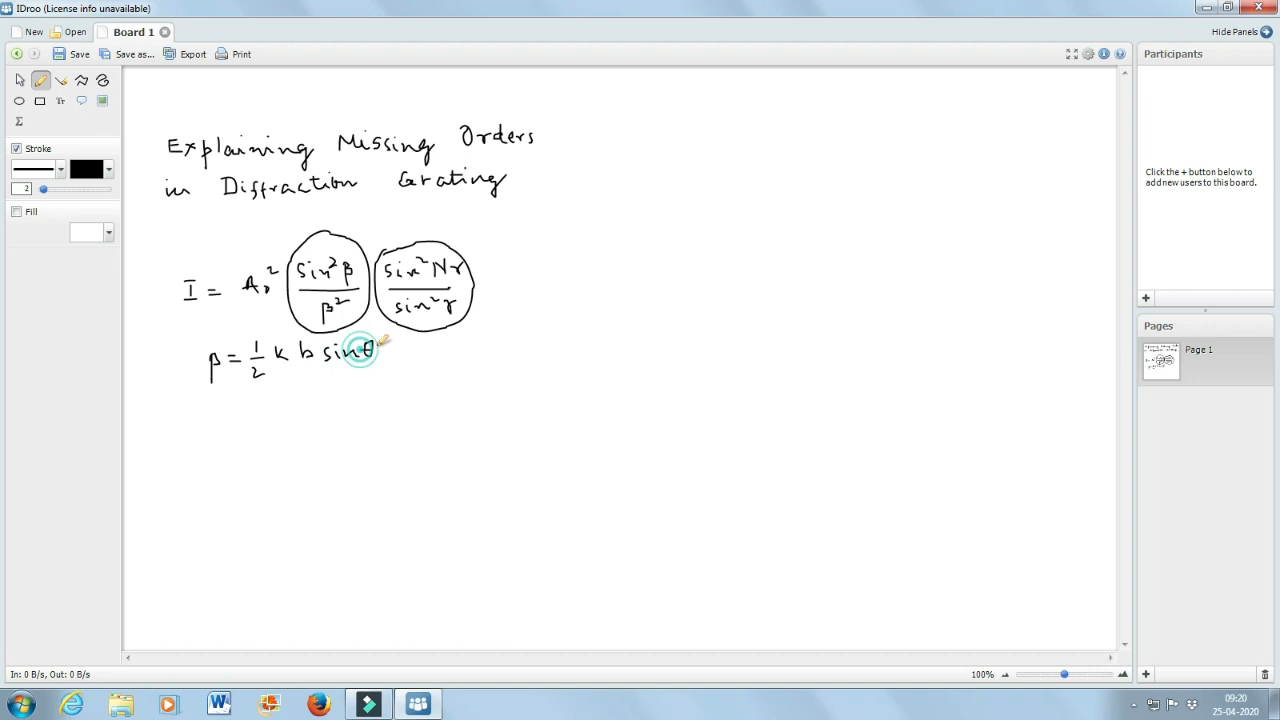 IDroo (License info unavailable)
New Open Board 1 Hide Panels
Save Save as... Export Print
Participants
Click the + button below to
add new users to this board.
Stroke
2
Fill
Tr
Σ
Explaining Missing Orders
in Diffraction Grating
I = A₀² sin²β/β² sin²Nγ/sin²γ
β = 1/2 k b sinθ
Pages
Page 1
In: 0 B/s, Out: 0 B/s 100%
09:20
25-04-2020